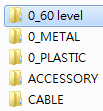 0_60 level
0_METAL
0_PLASTIC
ACCESSORY
CABLE